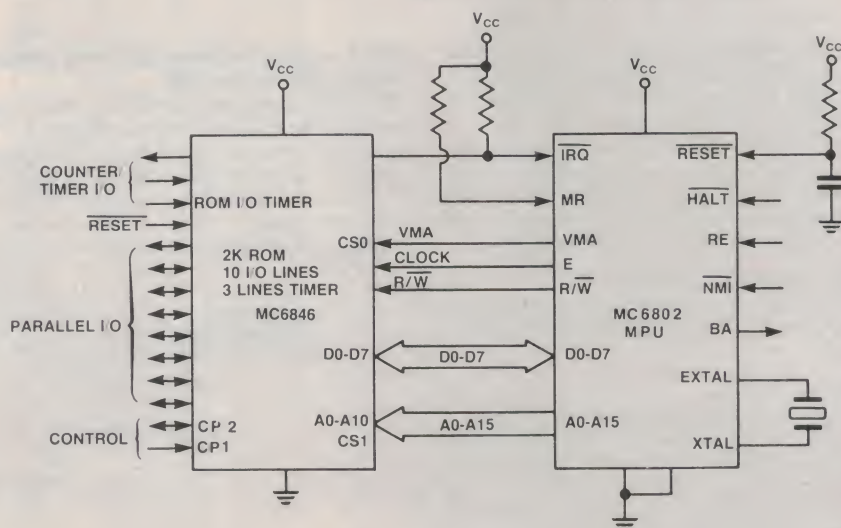 VCC
VCC
VCC
VCC
COUNTER/
TIMER I/O
ROM I/O TIMER
RESET
CS0
2K ROM
10 I/O LINES
3 LINES TIMER
MC6846
PARALLEL I/O
D0-D7
A0-A10
CS1
CP2
CP1
CONTROL
VMA
CLOCK
R/W
D0-D7
A0-A15
IRQ
MR
VMA
E
R/W
D0-D7
A0-A15
MC6802
MPU
RESET
HALT
RE
NMI
BA
EXTAL
XTAL